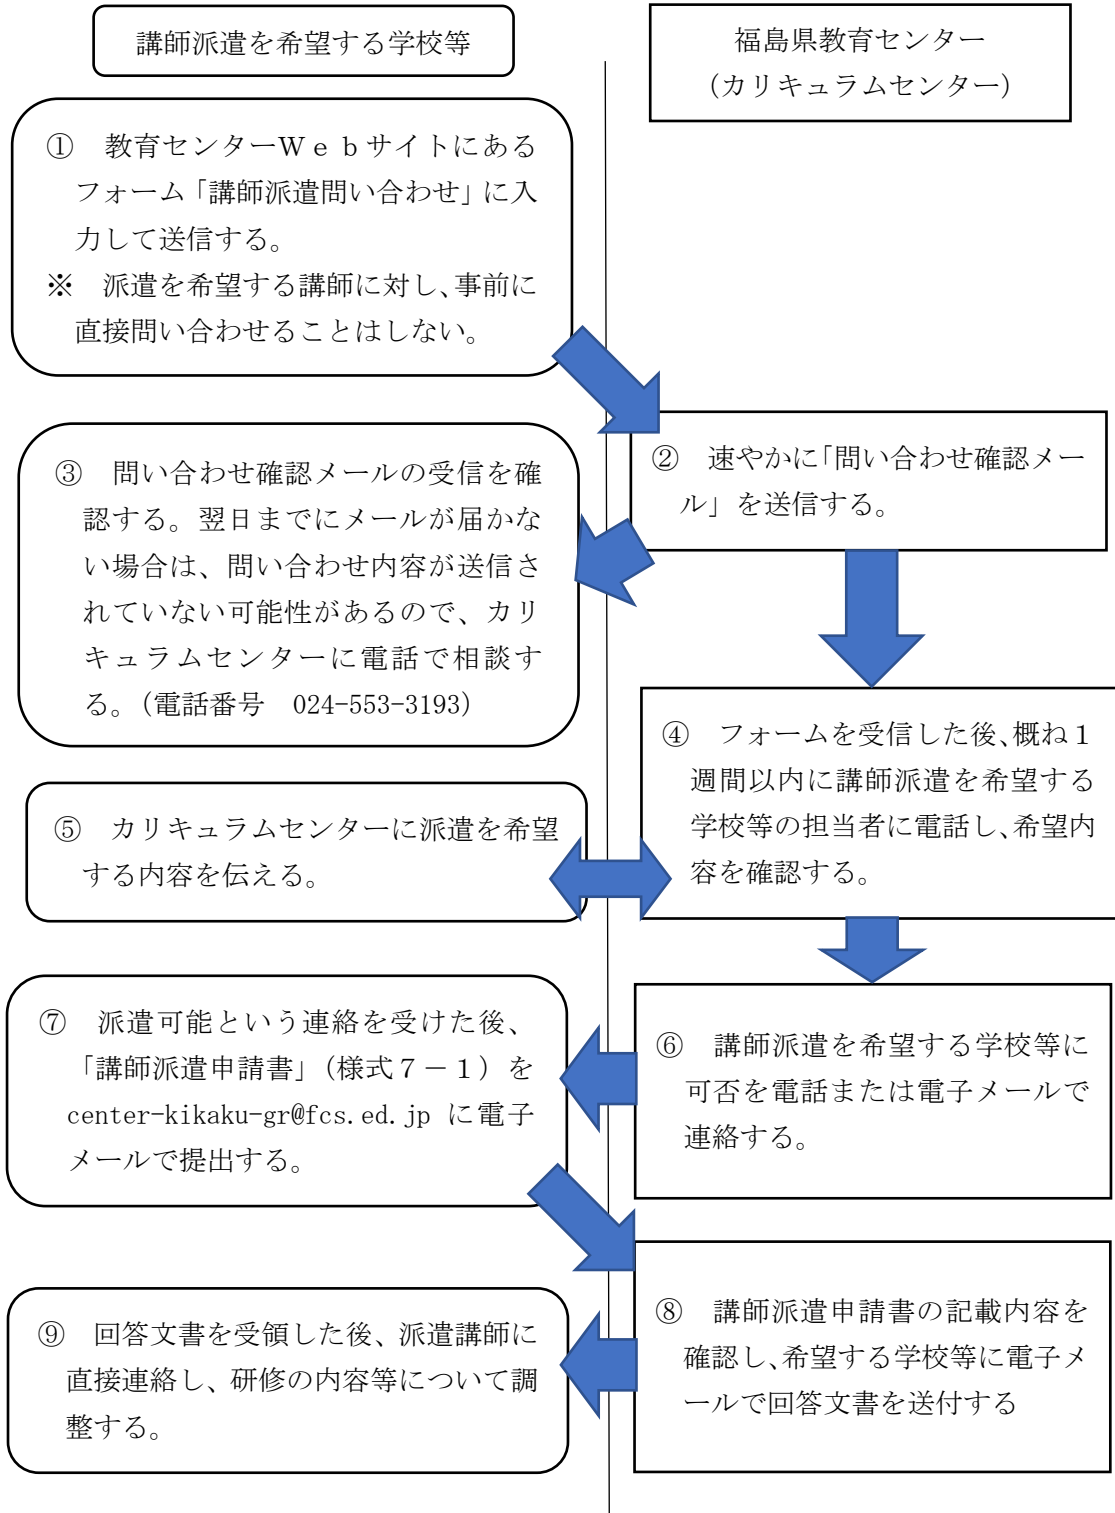 講師派遣を希望する学校等
福島県教育センター
（カリキュラムセンター）
①　教育センターＷｅｂサイトにある
フォーム「講師派遣問い合わせ」に入
力して送信する。
※　派遣を希望する講師に対し、事前に
直接問い合わせることはしない。
②　速やかに「問い合わせ確認メー
ル」を送信する。
③　問い合わせ確認メールの受信を確
認する。翌日までにメールが届かな
い場合は、問い合わせ内容が送信さ
れていない可能性があるので、カリ
キュラムセンターに電話で相談す
る。（電話番号　024-553-3193）
④　フォームを受信した後、概ね１
週間以内に講師派遣を希望する
学校等の担当者に電話し、希望内
容を確認する。
⑤　カリキュラムセンターに派遣を希望
する内容を伝える。
⑥　講師派遣を希望する学校等に
可否を電話または電子メールで
連絡する。
⑦　派遣可能という連絡を受けた後、
「講師派遣申請書」（様式７－１）を
center-kikaku-gr@fcs.ed.jp に電子
メールで提出する。
⑧　講師派遣申請書の記載内容を
確認し、希望する学校等に電子メ
ールで回答文書を送付する
⑨　回答文書を受領した後、派遣講師に
直接連絡し、研修の内容等について調
整する。